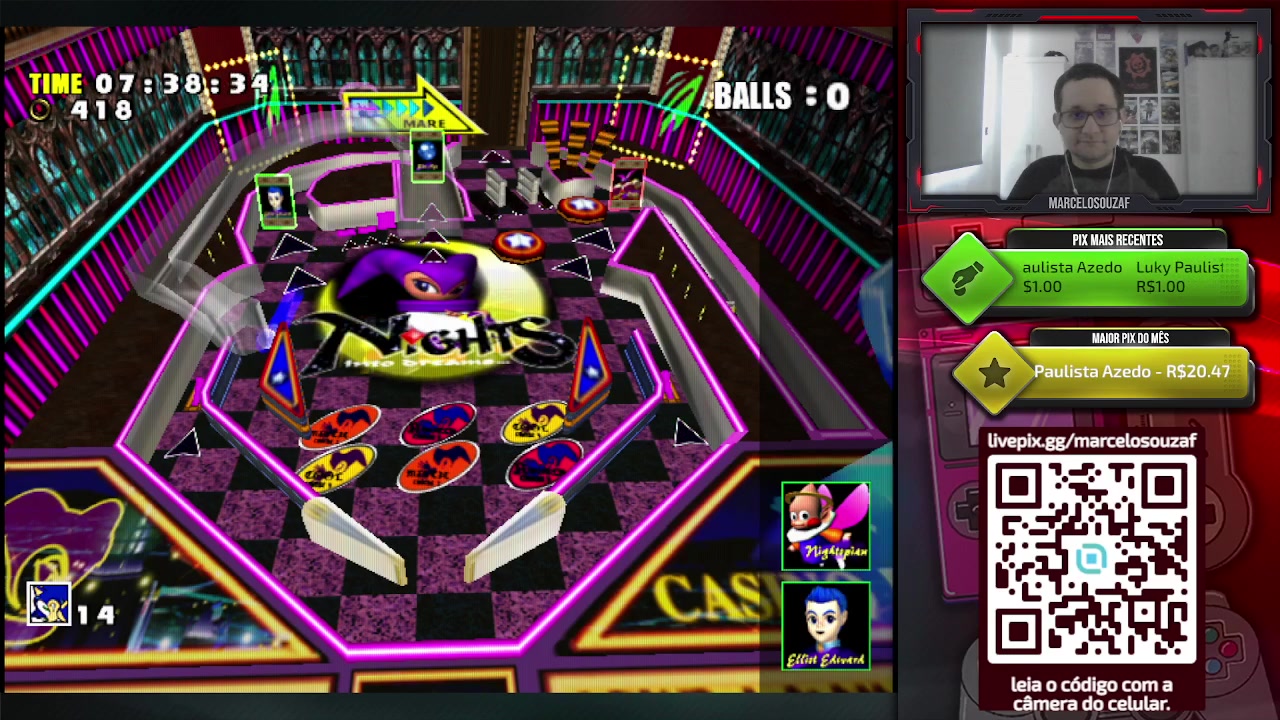 TIME 07:38:34
418
BALLS : 0
MARE
NiGHTS
into Dreams...
14
CASIN
Nightopian
Elliot Edward
MARCELOSOUZAF
PIX MAIS RECENTES
aulista Azedo Luky Paulist
$1.00 R$1.00
MAIOR PIX DO MÊS
Paulista Azedo - R$20.47
livepix.gg/marcelosouzaf
leia o código com a
câmera do celular.